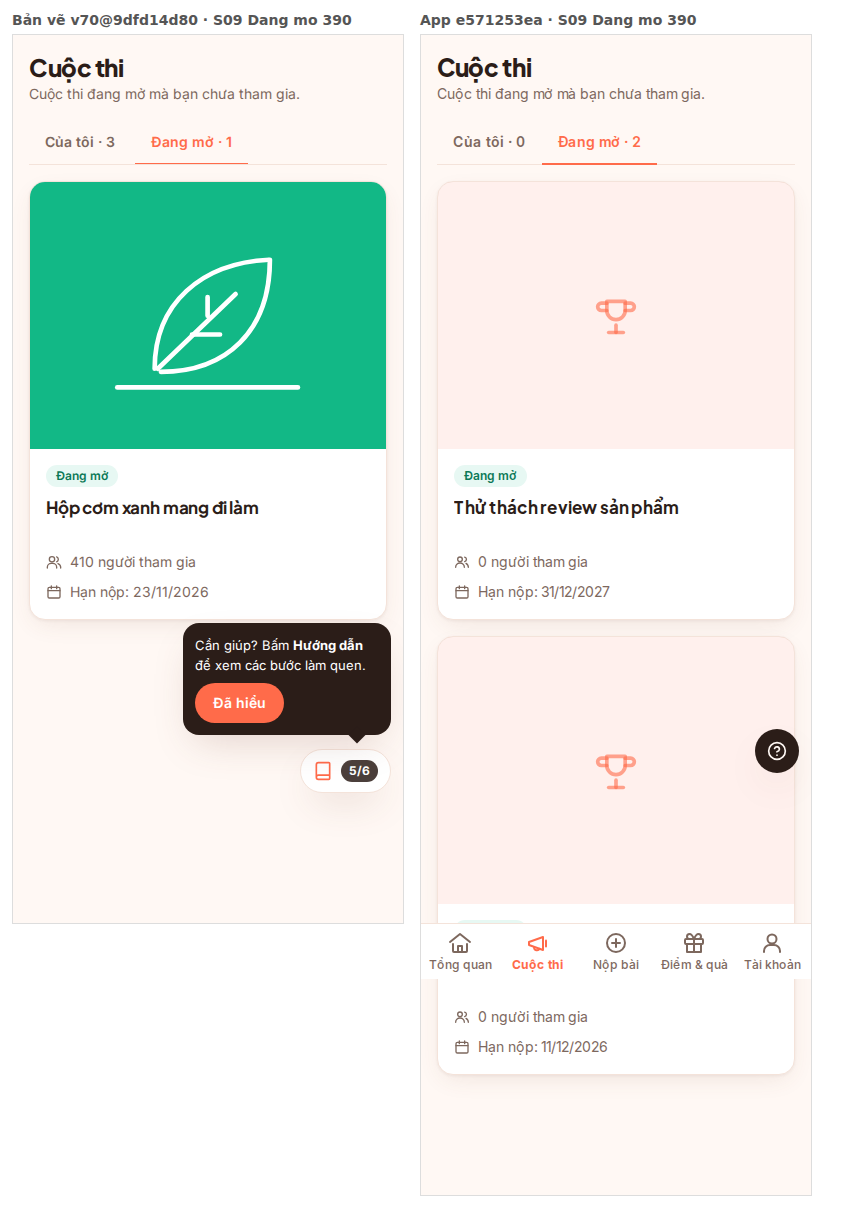 Bản vẽ v70@9dfd14d80 · S09 Dang mo 390
Cuộc thi
Cuộc thi đang mở mà bạn chưa tham gia.
Của tôi · 3
Đang mở · 1
Đang mở
Hộp cơm xanh mang đi làm
410 người tham gia
Hạn nộp: 23/11/2026
Cần giúp? Bấm Hướng dẫn
để xem các bước làm quen.
Đã hiểu
5/6
App e571253ea · S09 Dang mo 390
Cuộc thi
Cuộc thi đang mở mà bạn chưa tham gia.
Của tôi · 0
Đang mở · 2
Đang mở
Thử thách review sản phẩm
0 người tham gia
Hạn nộp: 31/12/2027
Tổng quan
Cuộc thi
Nộp bài
Điểm & quà
Tài khoản
0 người tham gia
Hạn nộp: 11/12/2026